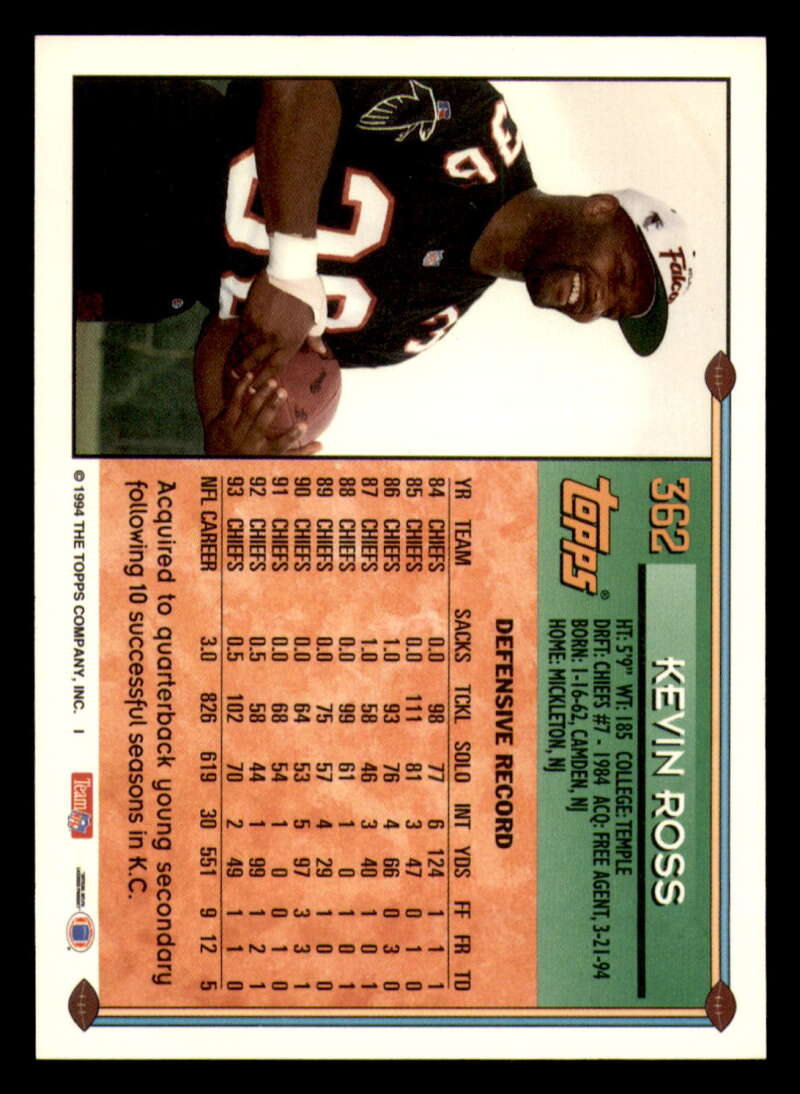 362
KEVIN ROSS
topps®
HT: 5'9" WT: 185 COLLEGE: TEMPLE
DRFT: CHIEFS #7 - 1984 ACQ: FREE AGENT, 3-21-94
BORN: 1-16-62, CAMDEN, NJ
HOME: MICKLETON, NJ
DEFENSIVE RECORD
YR TEAM SACKS TCKL SOLO INT YDS FF FR TD
84 CHIEFS 0.0 98 77 6 124 1 1 1
85 CHIEFS 0.0 111 81 3 47 0 1 0
86 CHIEFS 1.0 93 76 4 66 0 3 0
87 CHIEFS 1.0 58 46 3 40 1 0 1
88 CHIEFS 0.0 99 61 1 0 1 0 0
89 CHIEFS 0.0 75 57 4 29 1 0 0
90 CHIEFS 0.0 64 53 5 97 3 3 1
91 CHIEFS 0.0 68 54 1 0 0 1 0
92 CHIEFS 0.5 58 44 1 99 1 2 1
93 CHIEFS 0.5 102 70 2 49 1 1 0
NFL CAREER 3.0 826 619 30 551 9 12 5
Acquired to quarterback young secondary
following 10 successful seasons in K.C.
© 1994 THE TOPPS COMPANY, INC. I
Team NFL
36
36
Falco